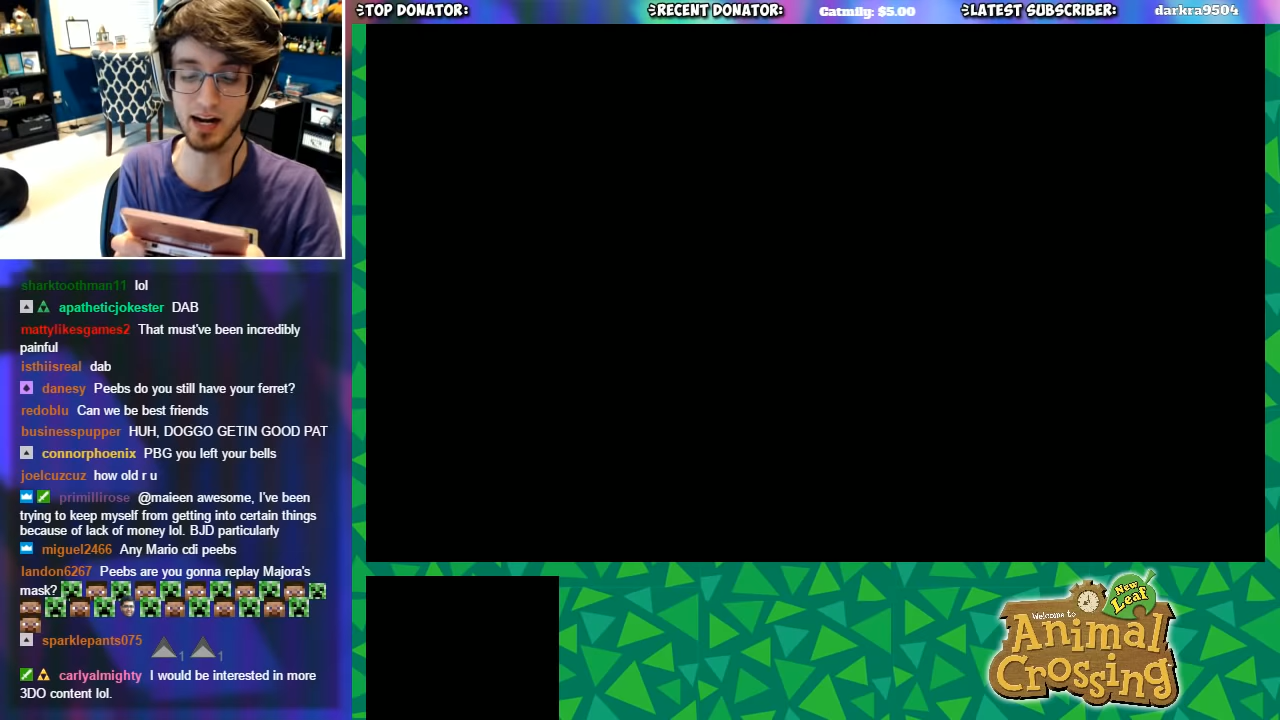 TOP DONATOR:
RECENT DONATOR:
Catmily: $5.00
LATEST SUBSCRIBER:
darkra9504
sharktoothman11 lol
apatheticjokester DAB
mattylikesgames2 That must've been incredibly
painful
isthiisreal dab
danesy Peebs do you still have your ferret?
redoblu Can we be best friends
businesspupper HUH, DOGGO GETIN GOOD PAT
connorphoenix PBG you left your bells
joelcuzcuz how old r u
primillirose @maieen awesome, I've been
trying to keep myself from getting into certain things
because of lack of money lol. BJD particularly
miguel2466 Any Mario cdi peebs
landon6267 Peebs are you gonna replay Majora's
mask?
sparklepants075 1 1
carlyalmighty I would be interested in more
3DO content lol.
Welcome to
New
Leaf
Animal
Crossing